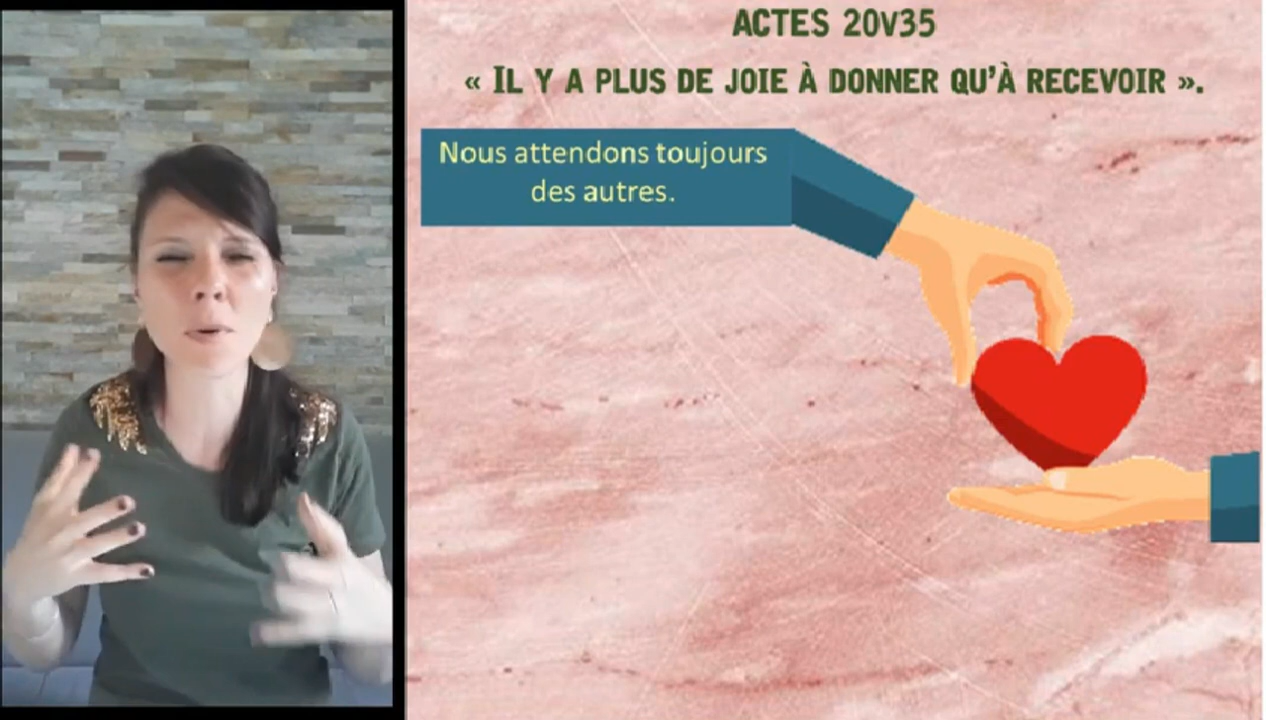 ACTES 20V35
« IL Y A PLUS DE JOIE À DONNER QU'À RECEVOIR ».
Nous attendons toujours
des autres.